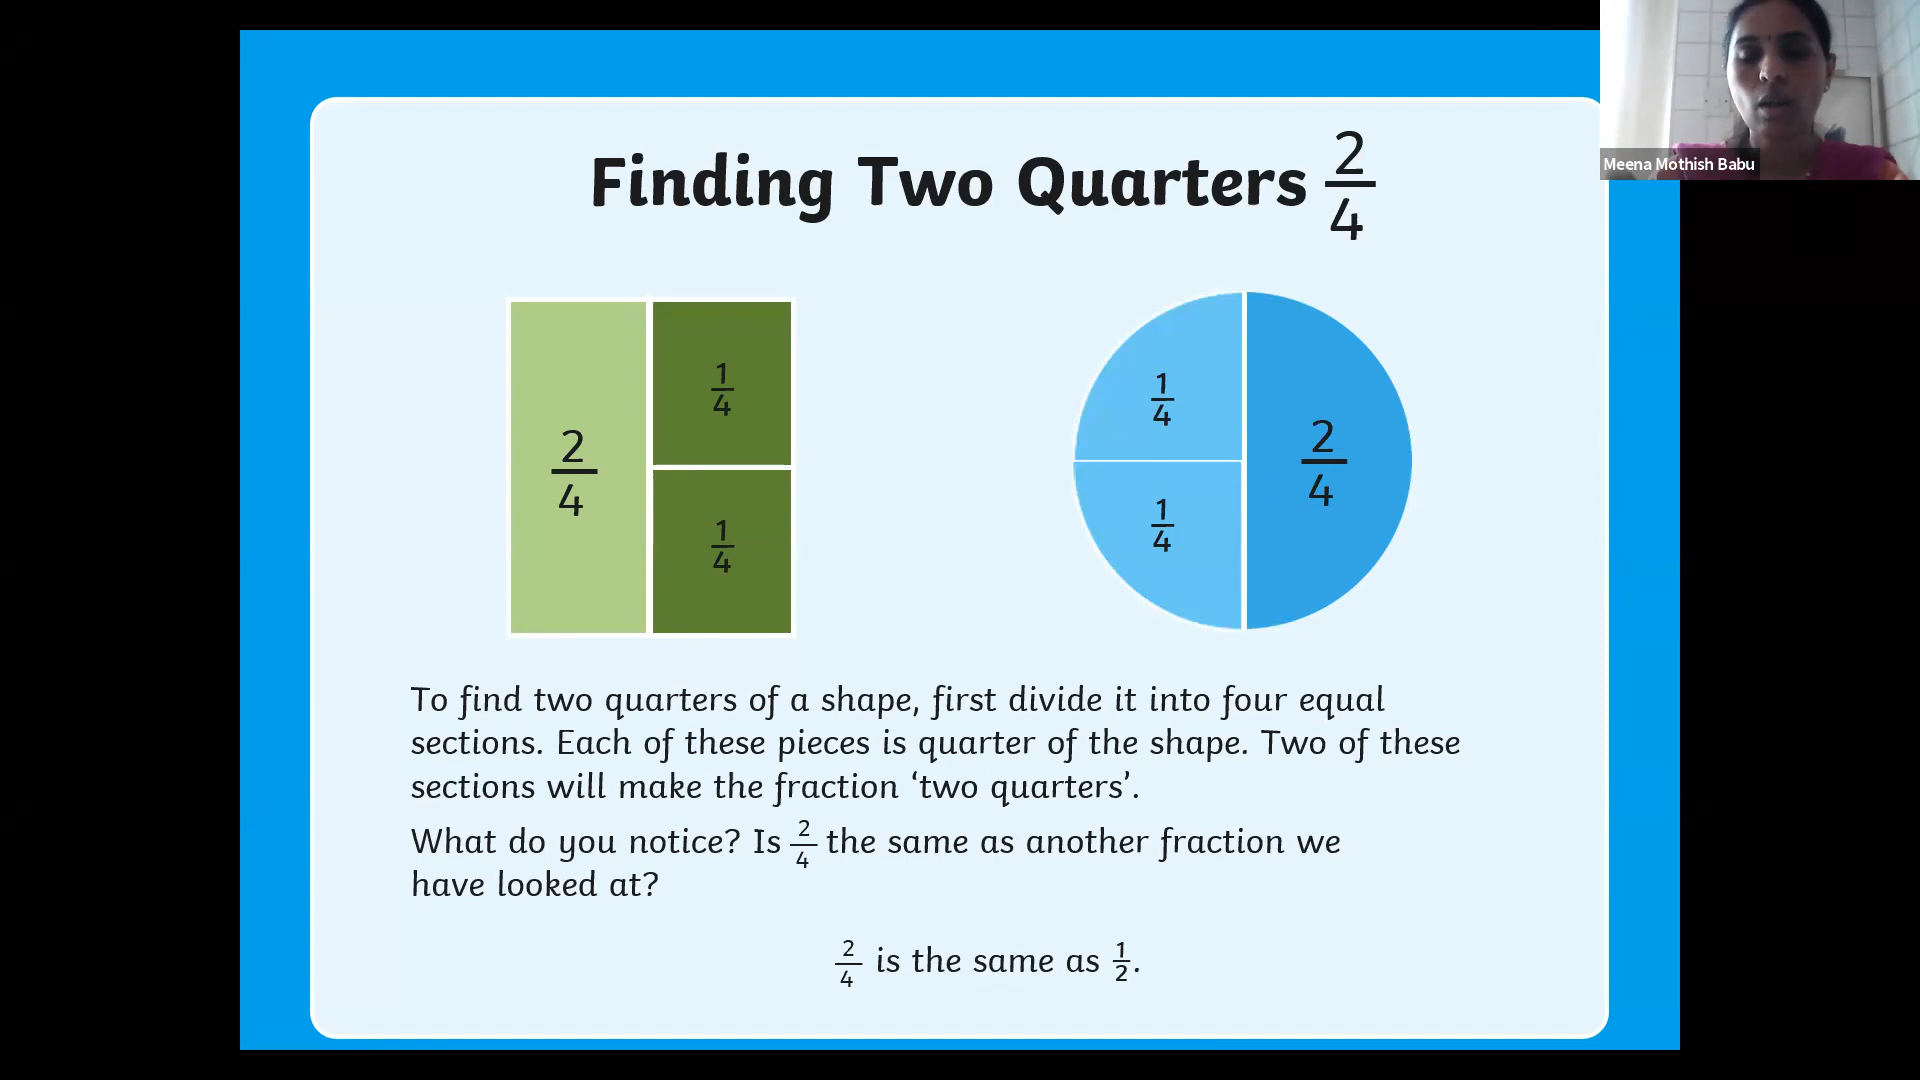 Finding Two Quarters 2/4
Meena Mothish Babu
2/4
1/4
1/4
1/4
1/4
2/4
To find two quarters of a shape, first divide it into four equal
sections. Each of these pieces is quarter of the shape. Two of these
sections will make the fraction ‘two quarters’.
What do you notice? Is 2/4 the same as another fraction we
have looked at?
2/4 is the same as 1/2.